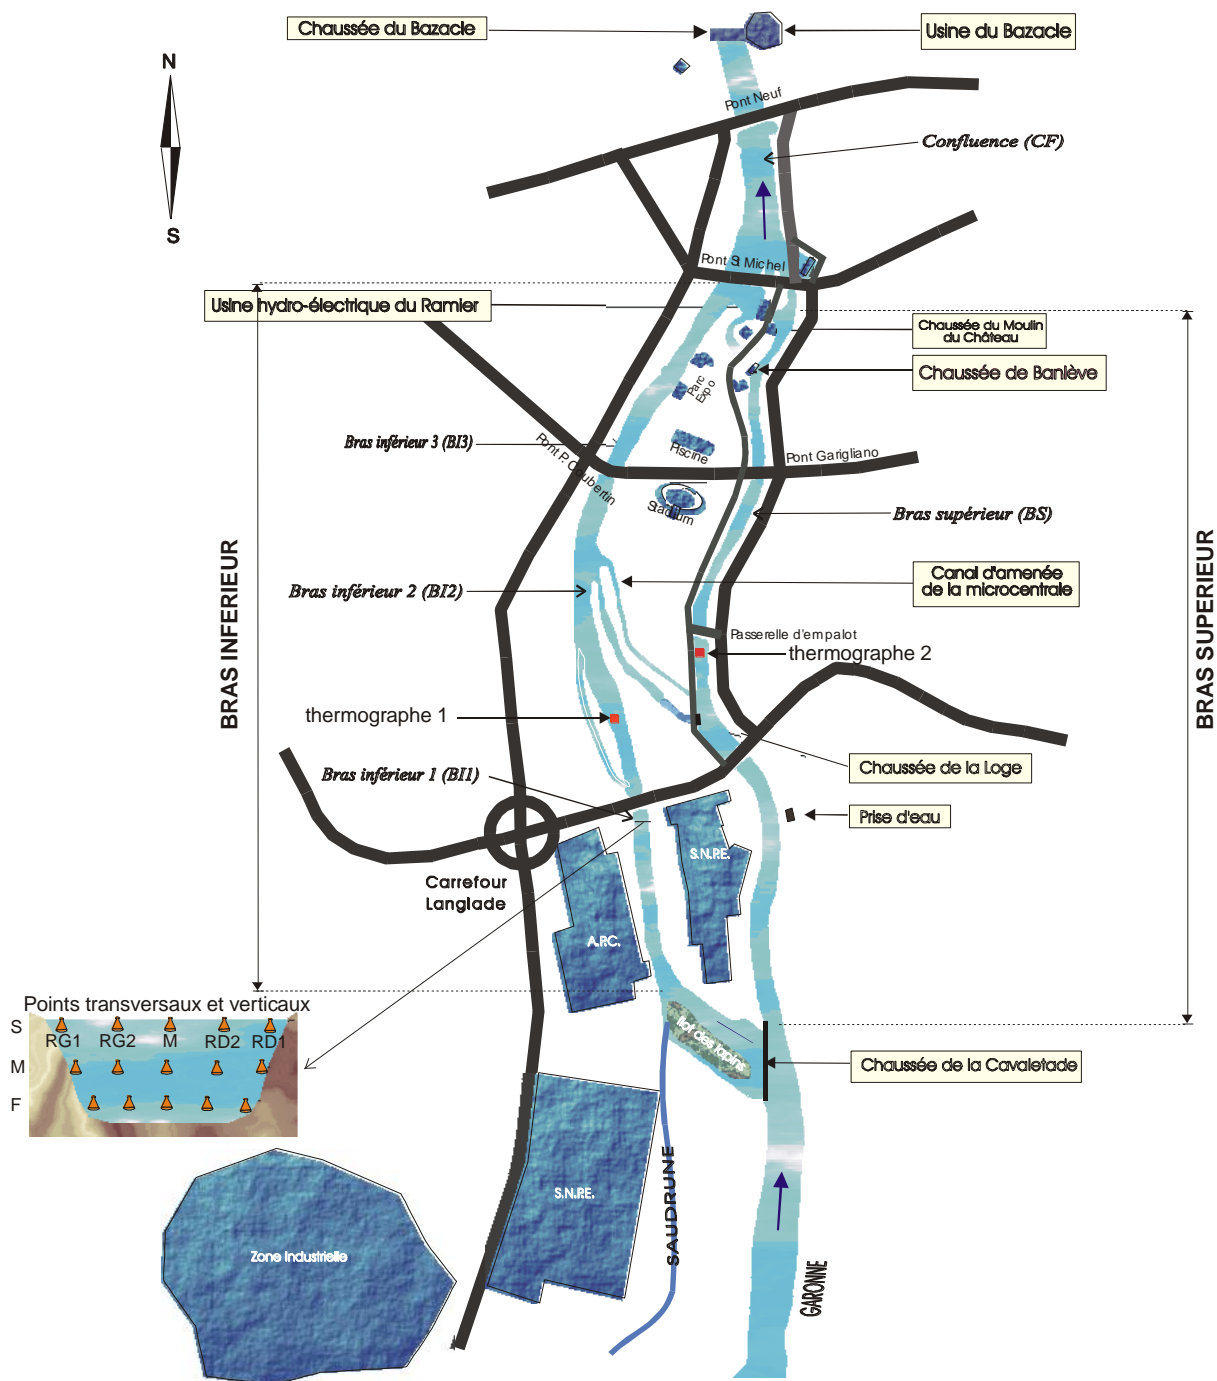 Chaussée du Bazacle
Usine du Bazacle
N
S
Pont Neuf
Confluence (CF)
Pont St Michel
Usine hydro-électrique du Ramier
Chaussée du Moulin
du Château
Chaussée de Banlève
Parc
Expo
Bras inférieur 3 (BI3)
Pont P. Coubertin
Piscine
Pont Garigliano
Stadium
Bras supérieur (BS)
BRAS INFERIEUR
BRAS SUPERIEUR
Bras inférieur 2 (BI2)
Canal d'amenée
de la microcentrale
Passerelle d'empalot
thermographe 2
thermographe 1
Bras inférieur 1 (BI1)
Chaussée de la Loge
Prise d'eau
S.N.P.E.
Carrefour
Langlade
A.P.C.
Points transversaux et verticaux
S
RG1
RG2
M
RD2
RD1
M
F
Ilot des lapins
Chaussée de la Cavaletade
SAUDRUNE
S.N.P.E.
Zone Industrielle
GARONNE